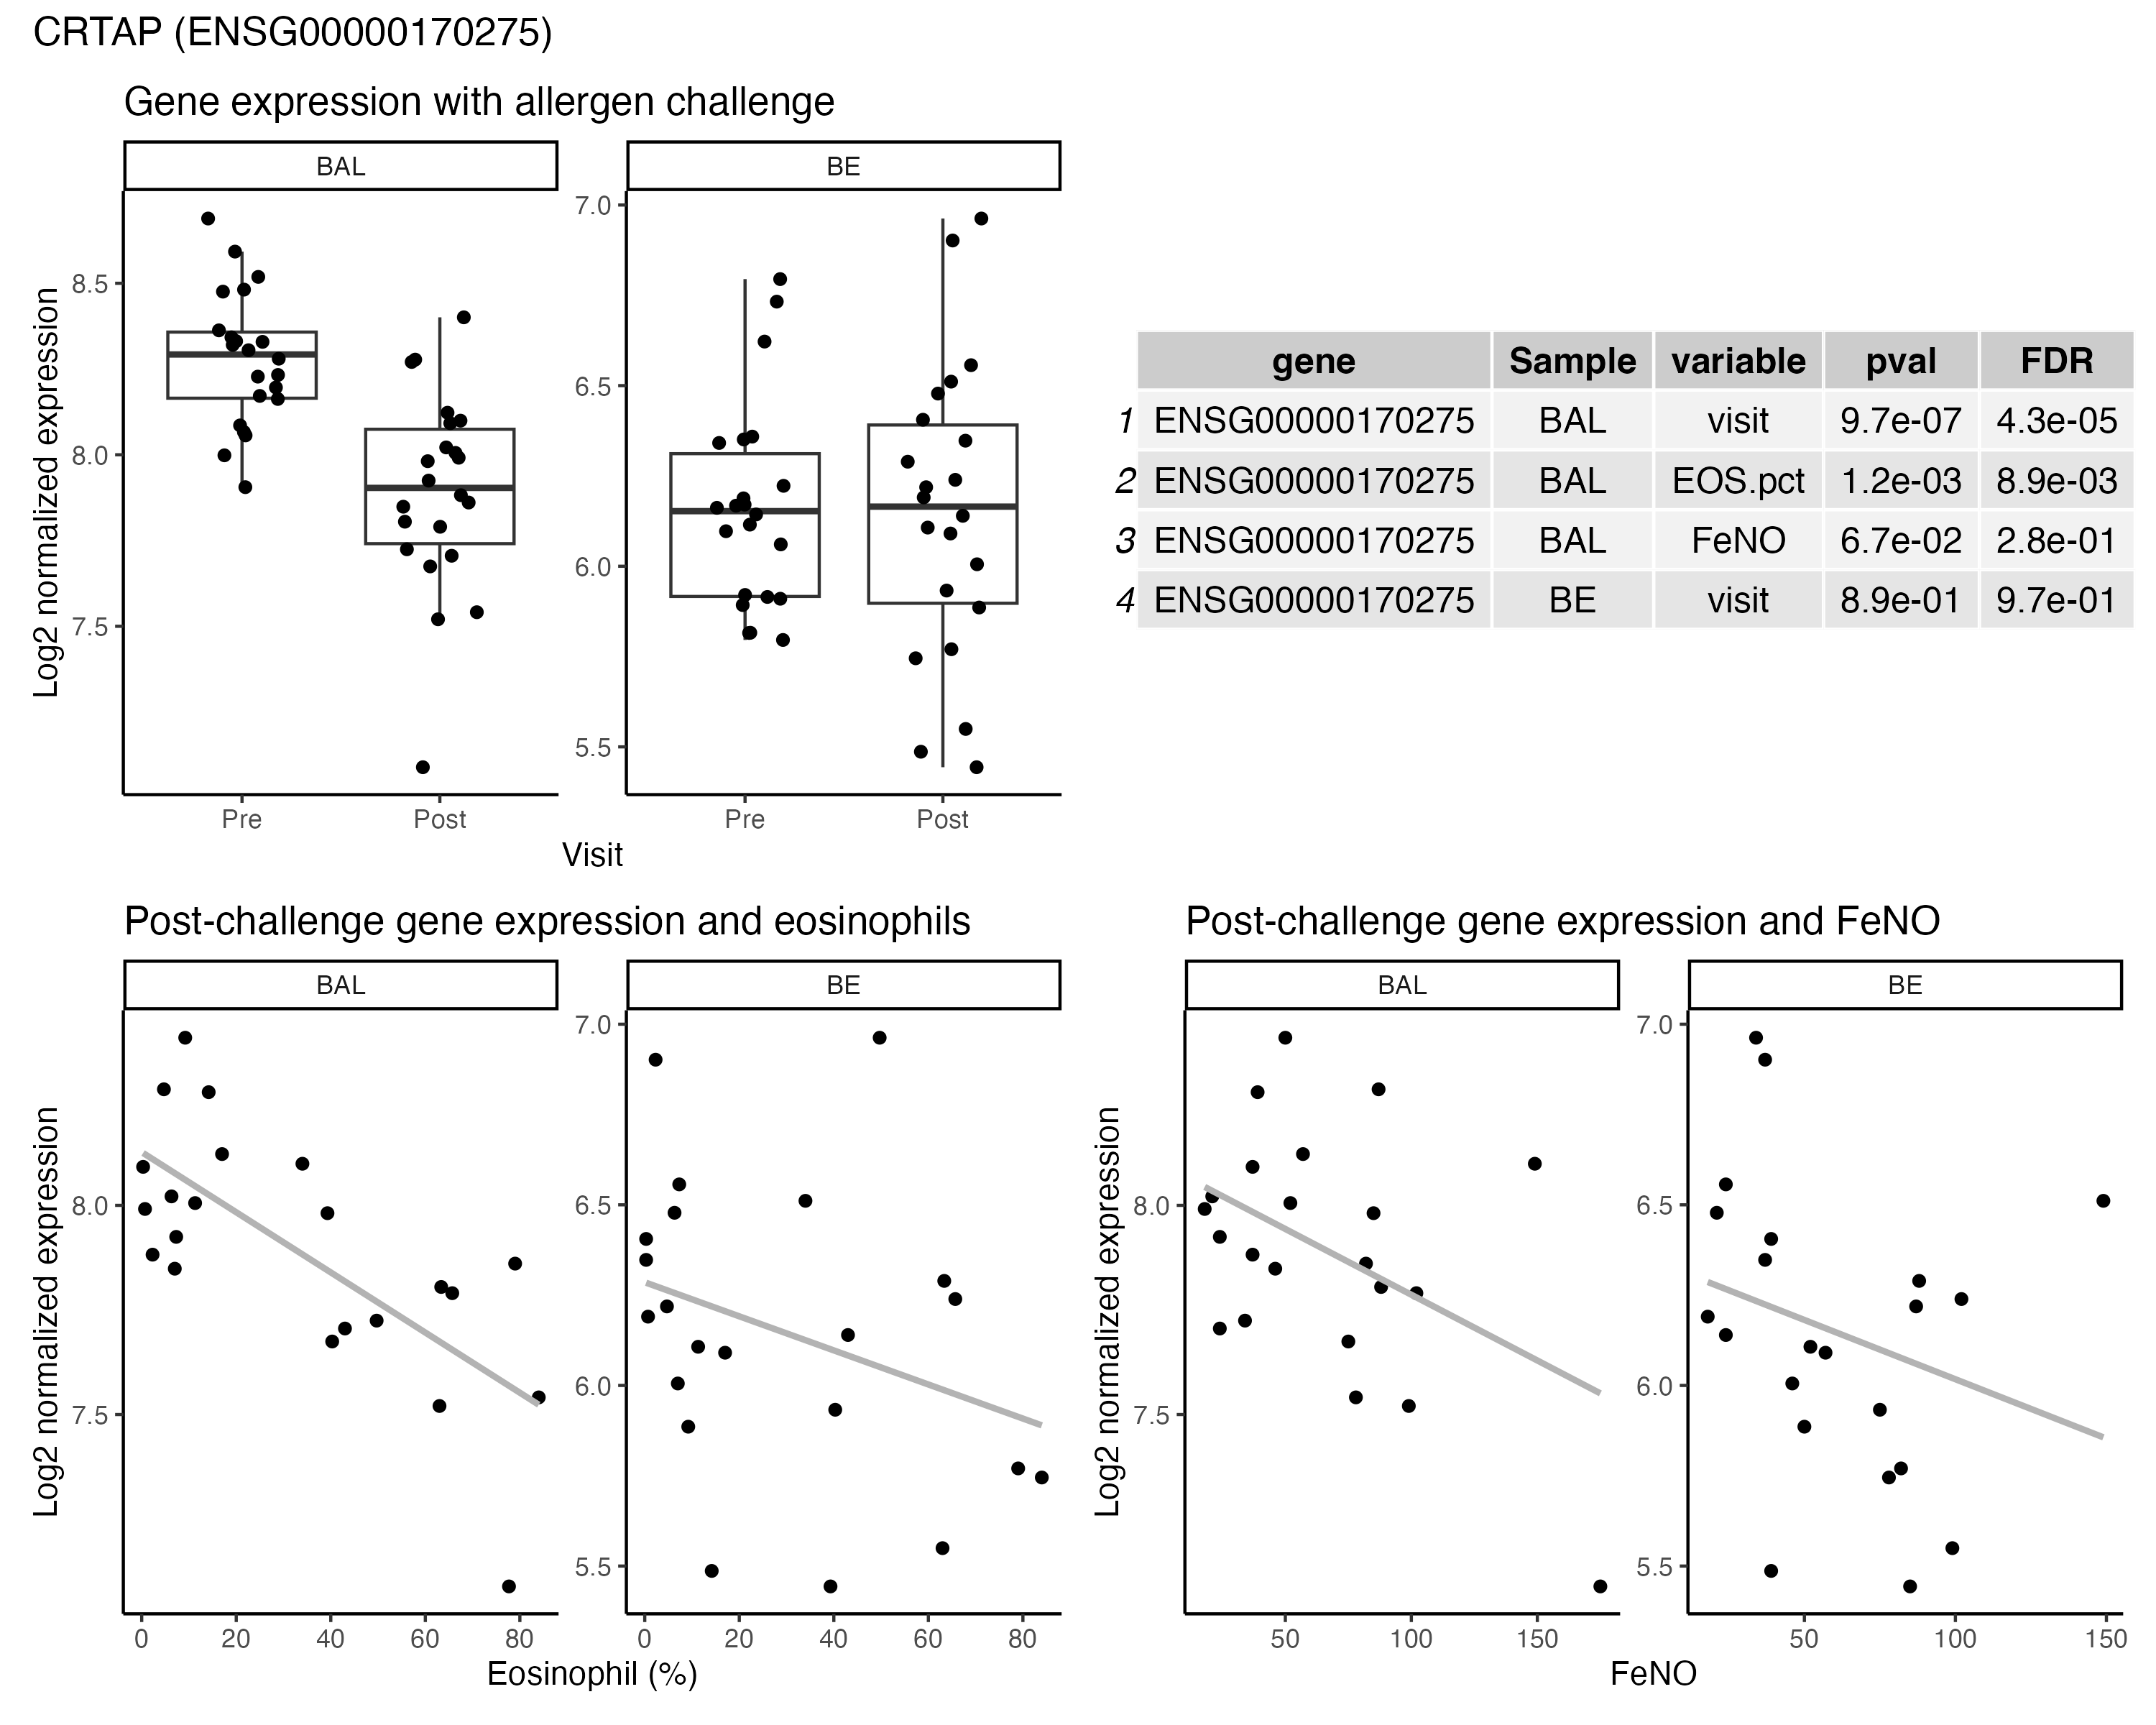 CRTAP (ENSG00000170275)
Gene expression with allergen challenge
BAL
BE
Log2 normalized expression
8.5
8.0
7.5
7.0
6.5
6.0
5.5
Pre
Post
Pre
Post
Visit
gene Sample variable pval FDR
1 ENSG00000170275 BAL visit 9.7e-07 4.3e-05
2 ENSG00000170275 BAL EOS.pct 1.2e-03 8.9e-03
3 ENSG00000170275 BAL FeNO 6.7e-02 2.8e-01
4 ENSG00000170275 BE visit 8.9e-01 9.7e-01
Post-challenge gene expression and eosinophils
BAL
BE
Log2 normalized expression
8.0
7.5
7.0
6.5
6.0
5.5
0 20 40 60 80
0 20 40 60 80
Eosinophil (%)
Post-challenge gene expression and FeNO
BAL
BE
Log2 normalized expression
8.0
7.5
7.0
6.5
6.0
5.5
50 100 150
50 100 150
FeNO